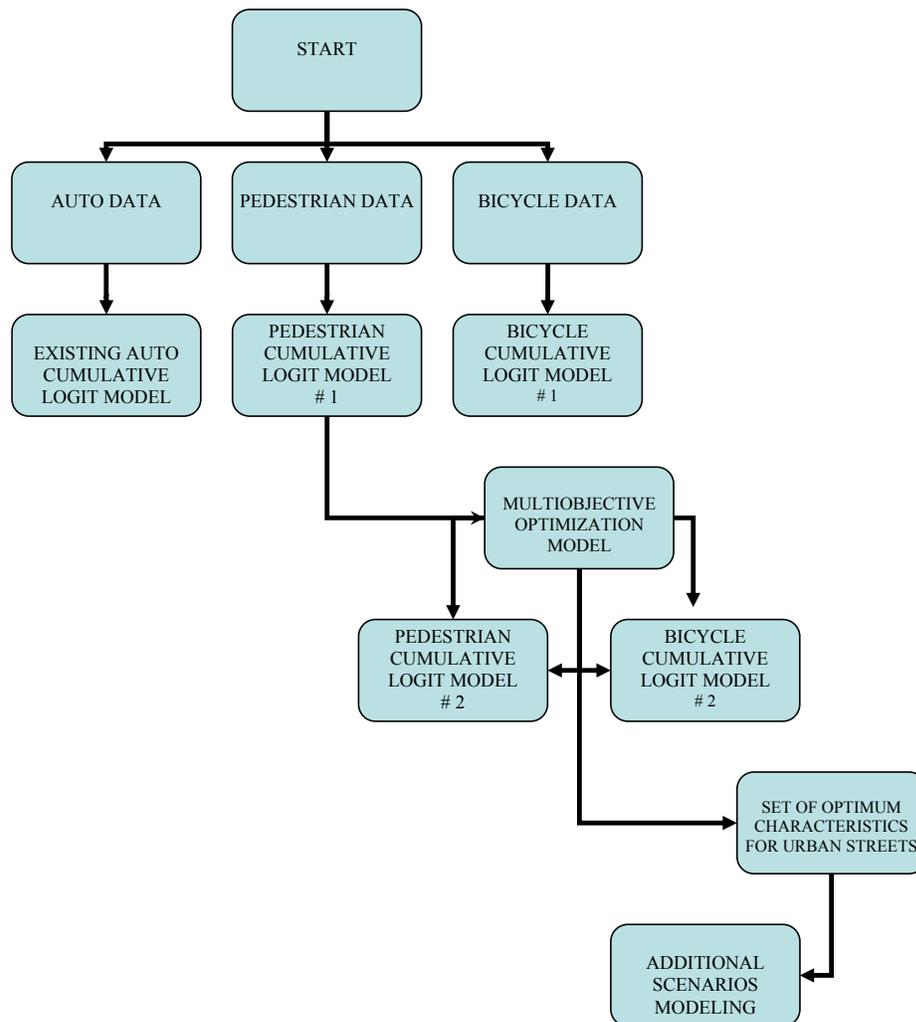 START
AUTO DATA
PEDESTRIAN DATA
BICYCLE DATA
EXISTING AUTO
CUMULATIVE
LOGIT MODEL
PEDESTRIAN
CUMULATIVE
LOGIT MODEL
# 1
BICYCLE
CUMULATIVE
LOGIT MODEL
# 1
MULTIOBJECTIVE
OPTIMIZATION
MODEL
PEDESTRIAN
CUMULATIVE
LOGIT MODEL
# 2
BICYCLE
CUMULATIVE
LOGIT MODEL
# 2
SET OF OPTIMUM
CHARACTERISTICS
FOR URBAN STREETS
ADDITIONAL
SCENARIOS
MODELING